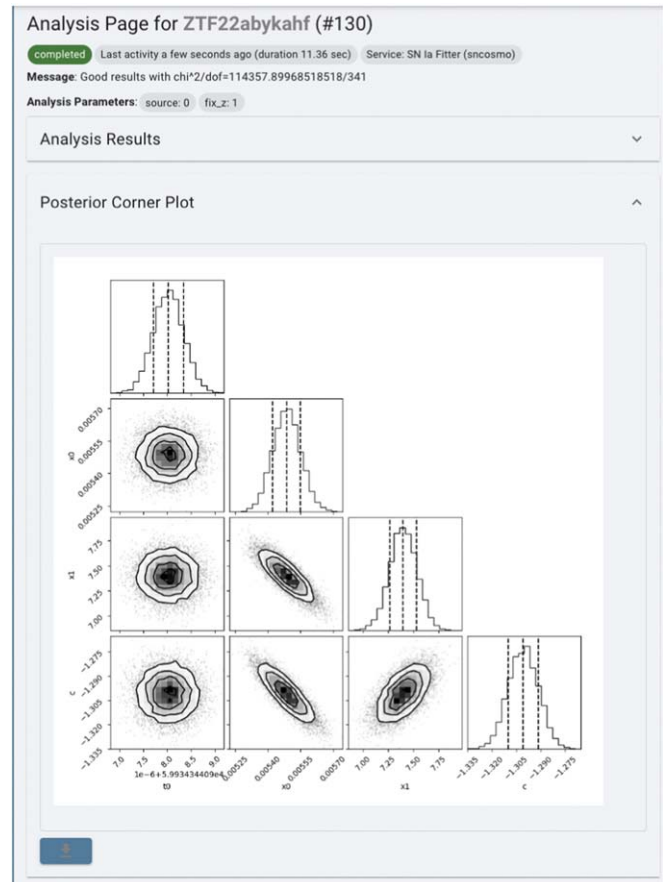 Analysis Page for ZTF22abykahf (#130)
completed Last activity a few seconds ago (duration 11.36 sec) Service: SN Ia Fitter (sncosmo)
Message: Good results with chi^2/dof=114357.89968518518/341
Analysis Parameters: source: 0 fix_z: 1
Analysis Results
Posterior Corner Plot
0.00570
0.00555
0.00540
0.00525
x0
7.75
7.50
7.25
7.00
x1
−1.275
−1.290
−1.305
−1.320
−1.335
c
7.0 7.5 8.0 8.5 9.0
1e−6+5.993434409e4
t0
0.00525 0.00540 0.00555 0.00570
x0
7.00 7.25 7.50 7.75
x1
−1.335 −1.320 −1.305 −1.290 −1.275
c